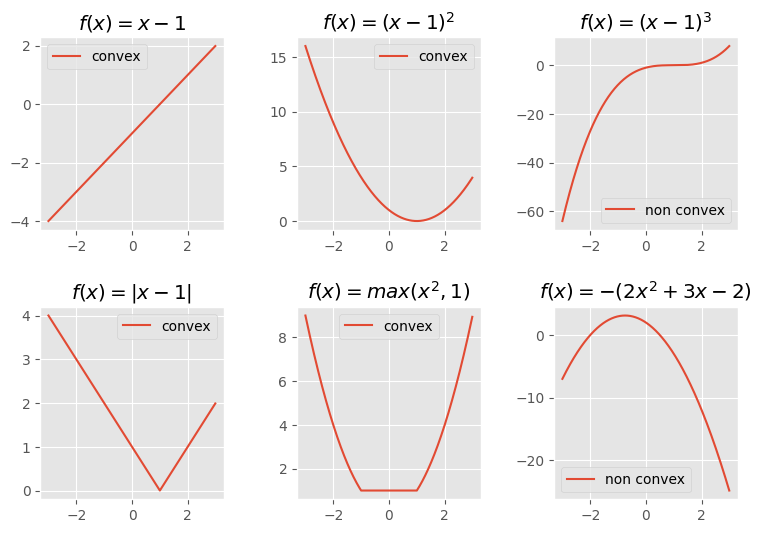 f(x) = x − 1
convex
2
0
−2
−4
−2 0 2
f(x) = (x − 1)²
convex
15
10
5
0
−2 0 2
f(x) = (x − 1)³
0
−20
−40
−60
non convex
−2 0 2
f(x) = |x − 1|
convex
4
3
2
1
0
−2 0 2
f(x) = max(x², 1)
convex
8
6
4
2
−2 0 2
f(x) = −(2x² + 3x − 2)
0
−10
−20
non convex
−2 0 2